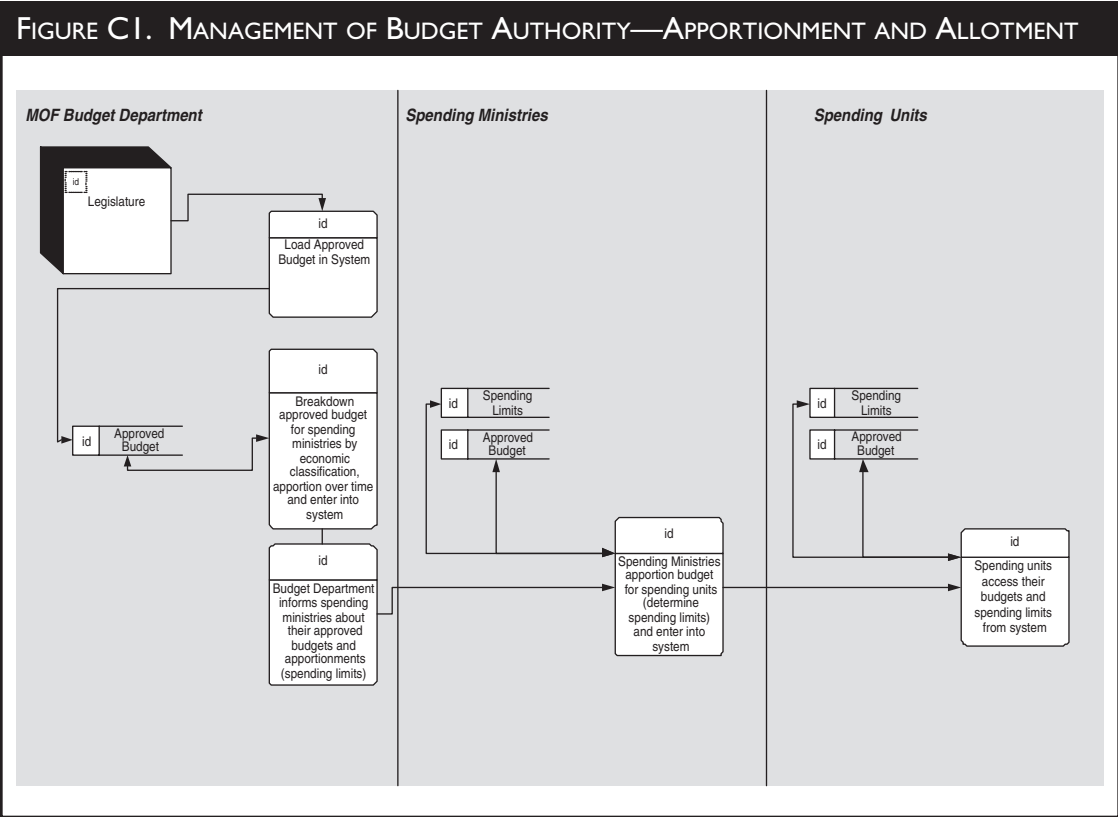 FIGURE C1. MANAGEMENT OF BUDGET AUTHORITY—APPORTIONMENT AND ALLOTMENT
MOF Budget Department
id
Legislature
id
Load Approved
Budget in System
id
Breakdown
approved budget
for spending
ministries by
economic
classification,
apportion over time
and enter into
system
id
Approved
Budget
id
Budget Department
informs spending
ministries about
their approved
budgets and
apportionments
(spending limits)
Spending Ministries
id
Spending
Limits
id
Approved
Budget
id
Spending Ministries
apportion budget
for spending units
(determine
spending limits)
and enter into
system
Spending Units
id
Spending
Limits
id
Approved
Budget
id
Spending units
access their
budgets and
spending limits
from system